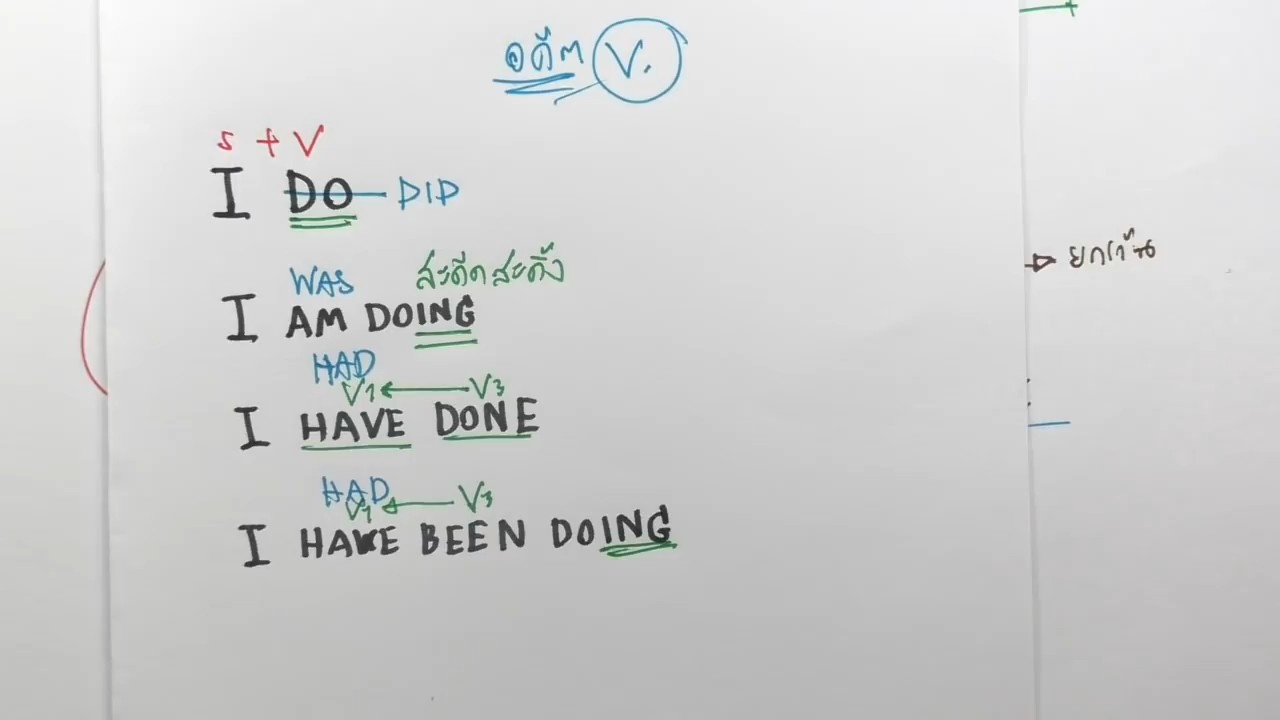 อดีต V.
S + V
I DO DID
WAS สะดีดสะดิ้ง
I AM DOING
HAD
V1 V3
I HAVE DONE
HAD
V1 V3
I HAVE BEEN DOING
ยกเว้น